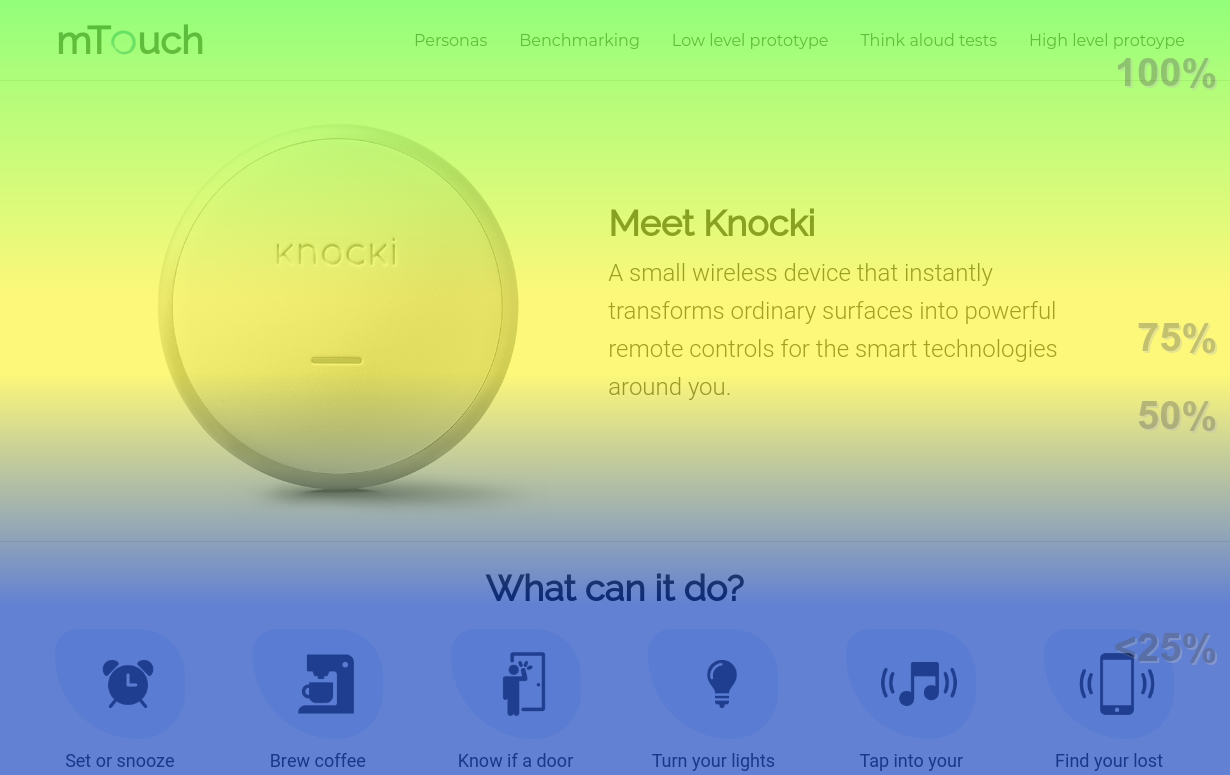 mTouch
Personas Benchmarking Low level prototype Think aloud tests High level protoype
100%
knocki
Meet Knocki
A small wireless device that instantly
transforms ordinary surfaces into powerful
remote controls for the smart technologies
around you.
75%
50%
What can it do?
<25%
Set or snooze Brew coffee Know if a door Turn your lights Tap into your Find your lost